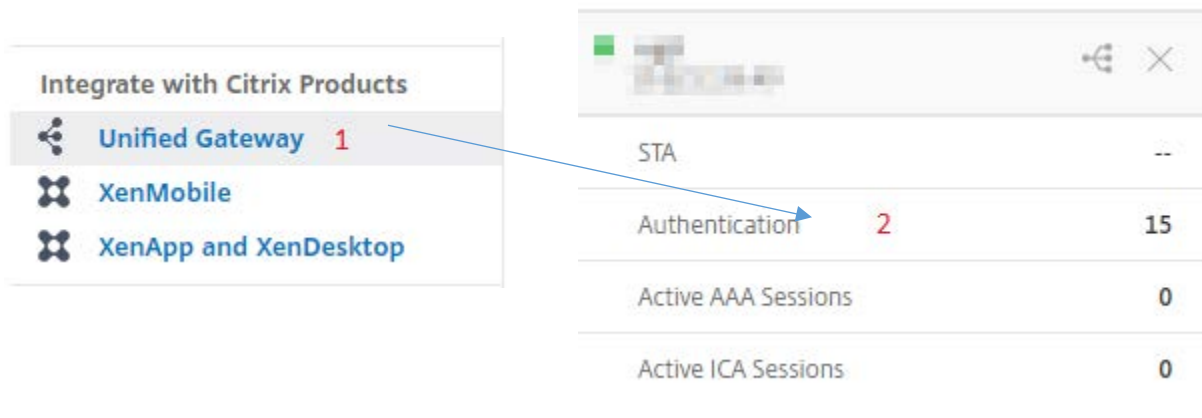 Integrate with Citrix Products
Unified Gateway 1
XenMobile
XenApp and XenDesktop
STA --
Authentication 2 15
Active AAA Sessions 0
Active ICA Sessions 0